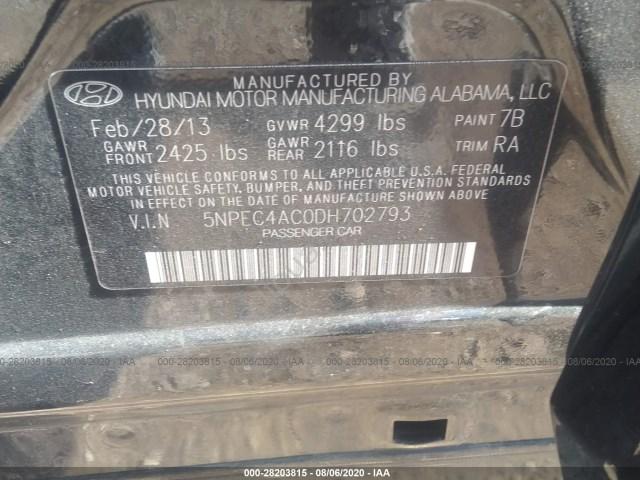 MANUFACTURED BY
HYUNDAI MOTOR MANUFACTURING ALABAMA, LLC
Feb/28/13 GVWR 4299 lbs PAINT 7B
GAWR FRONT 2425 lbs GAWR REAR 2116 lbs TRIM RA
THIS VEHICLE CONFORMS TO ALL APPLICABLE U.S.A. FEDERAL
MOTOR VEHICLE SAFETY, BUMPER, AND THEFT PREVENTION
STANDARDS IN EFFECT ON THE DATE OF MANUFACTURE SHOWN ABOVE
V.I.N 5NPEC4AC0DH702793
PASSENGER CAR
000-28203815 - 08/06/2020 - IAA
000-28203815 - 08/06/2020 - IAA